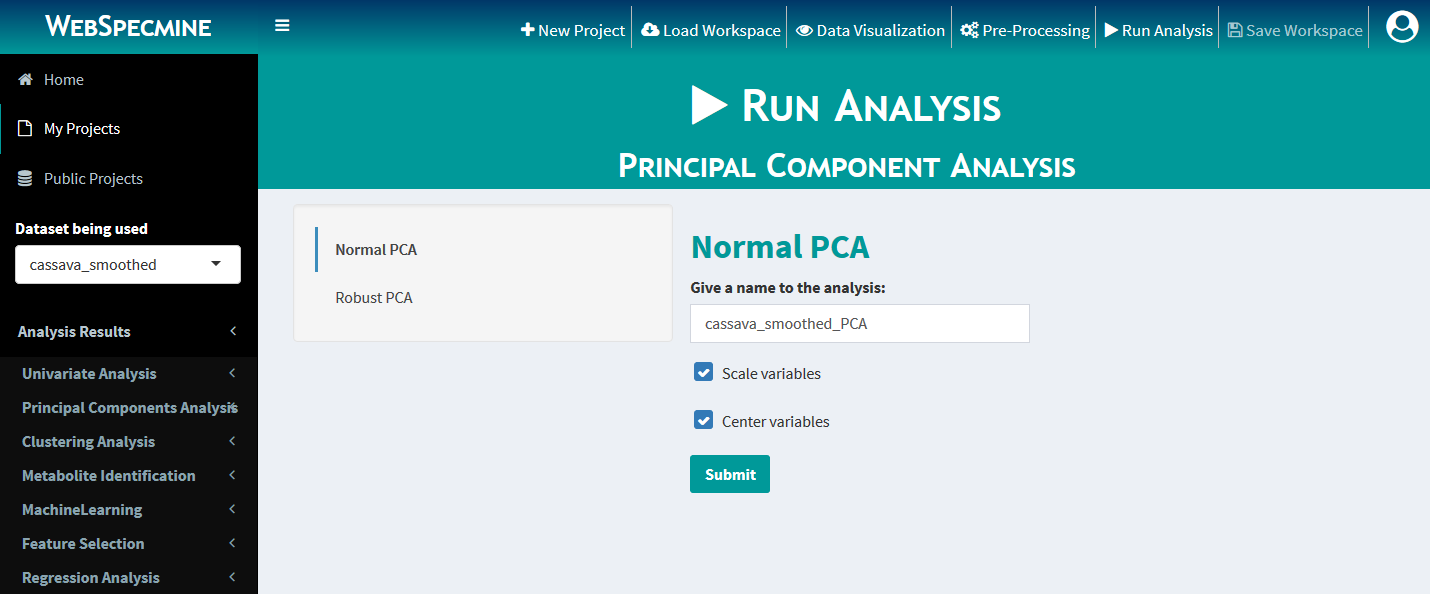 WebSpecmine
New Project
Load Workspace
Data Visualization
Pre-Processing
Run Analysis
Save Workspace
Home
My Projects
Public Projects
Dataset being used
cassava_smoothed
Analysis Results
Univariate Analysis
Principal Components Analysis
Clustering Analysis
Metabolite Identification
MachineLearning
Feature Selection
Regression Analysis
Run Analysis
Principal Component Analysis
Normal PCA
Robust PCA
Normal PCA
Give a name to the analysis:
cassava_smoothed_PCA
Scale variables
Center variables
Submit